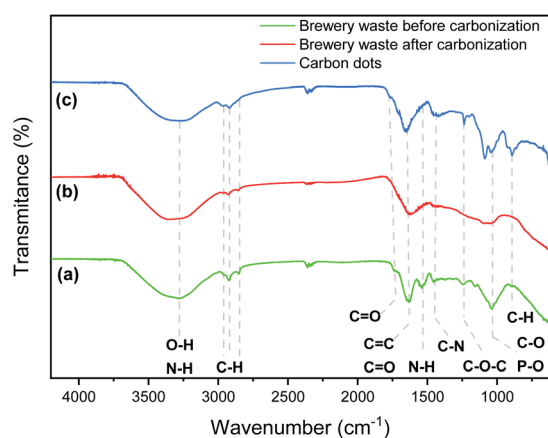 Brewery waste before carbonization
Brewery waste after carbonization
Carbon dots
(c)
(b)
(a)
Transmitance (%)
C=O
C-H
O-H
C=C
C-N
C-O
N-H
C-H
C=O
N-H
C-O-C
P-O
4200 3500 3000 2500 2000 1500 1000
Wavenumber (cm⁻¹)